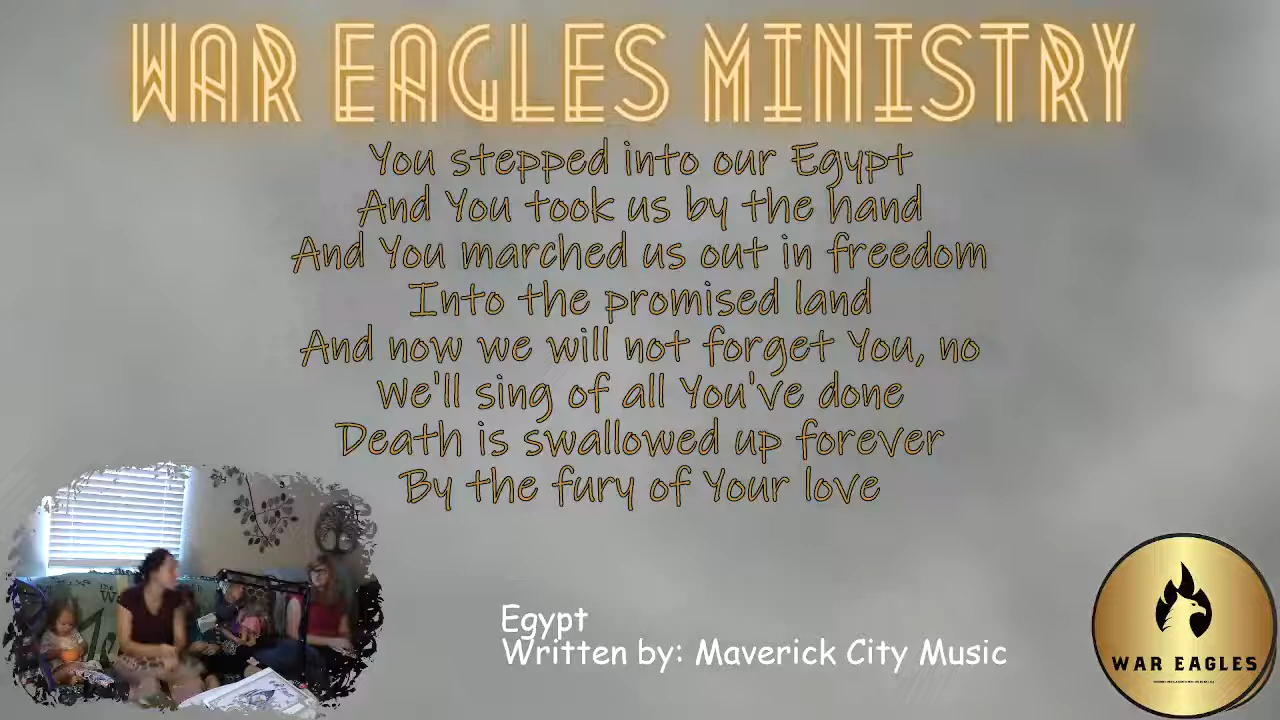 WAR EAGLES MINISTRY
You stepped into our Egypt
And You took us by the hand
And You marched us out in freedom
Into the promised land
And now we will not forget You, no
We'll sing of all You've done
Death is swallowed up forever
By the fury of Your love
Egypt
Written by: Maverick City Music
WAR EAGLES